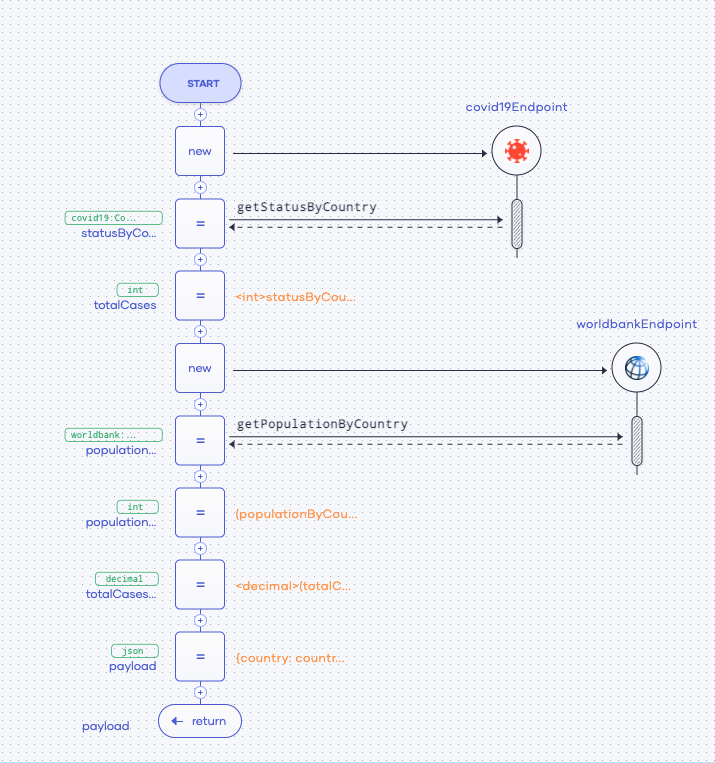 START
covid19Endpoint
new
getStatusByCountry
covid19:Co...
statusByCo...
=
int
totalCases
=
<int>statusByCou...
worldbankEndpoint
new
getPopulationByCountry
worldbank:...
population...
=
int
population...
=
(populationByCou...
decimal
totalCases...
=
<decimal>(totalC...
json
payload
=
{country: countr...
payload
return